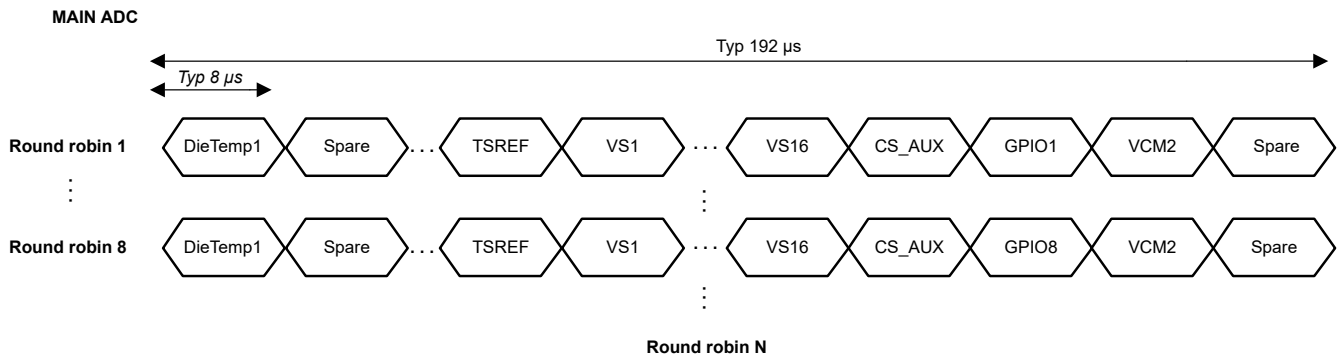 MAIN ADC
Typ 192 µs
Typ 8 µs
Round robin 1 DieTemp1 Spare ... TSREF VS1 ... VS16 CS_AUX GPIO1 VCM2 Spare
Round robin 8 DieTemp1 Spare ... TSREF VS1 ... VS16 CS_AUX GPIO8 VCM2 Spare
Round robin N